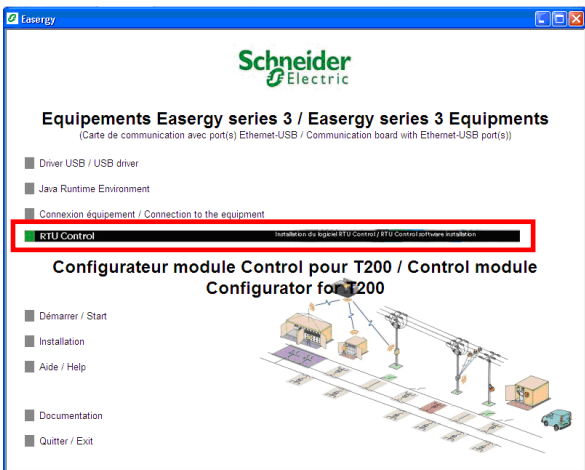 Easergy
Schneider
Electric
Equipements Easergy series 3 / Easergy series 3 Equipments
(Carte de communication avec port(s) Ethernet-USB / Communication board with Ethernet-USB port(s))
Driver USB / USB driver
Java Runtime Environment
Connexion équipement / Connection to the equipment
RTU Control Installation du logiciel RTU Control / RTU Control software installation
Configurateur module Control pour T200 / Control module
Configurator for T200
Démarrer / Start
Installation
Aide / Help
Documentation
Quitter / Exit